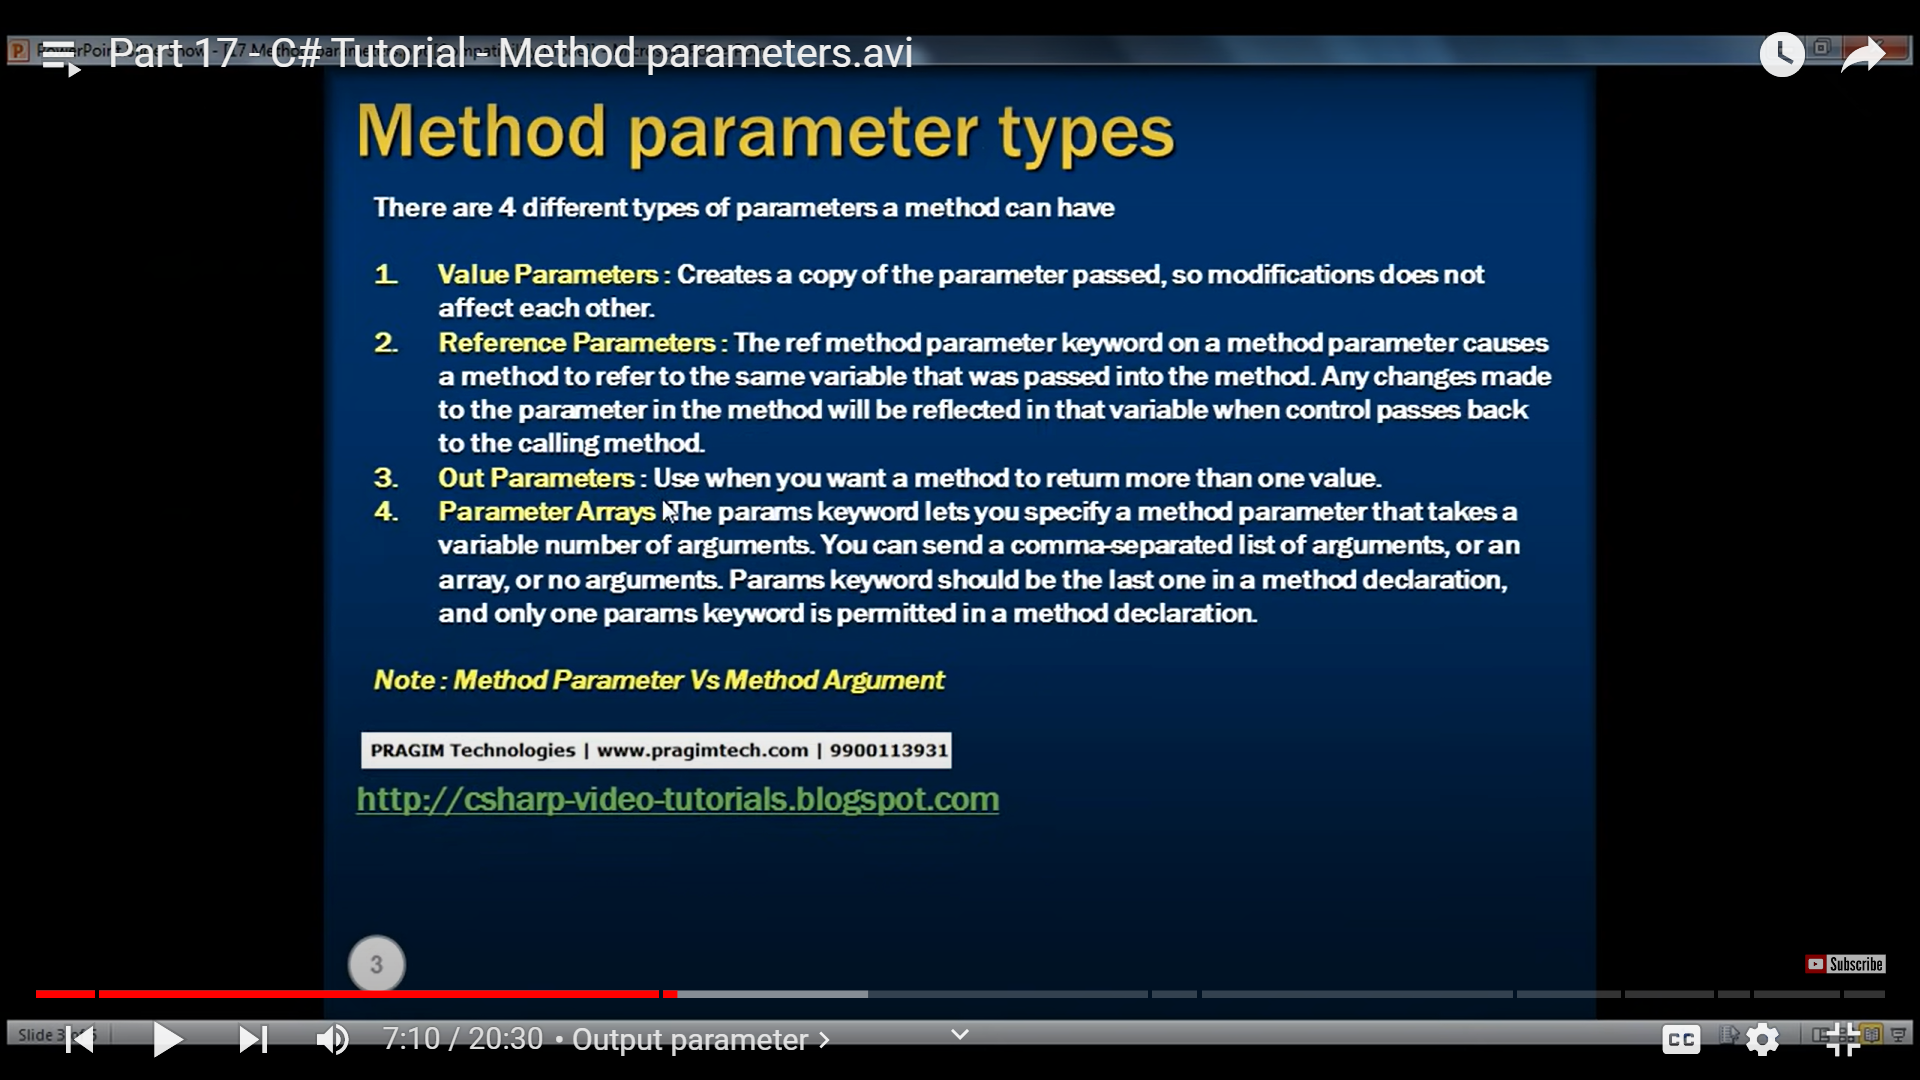 Part 17 - C# Tutorial - Method parameters.avi
Method parameter types
There are 4 different types of parameters a method can have
1. Value Parameters : Creates a copy of the parameter passed, so modifications does not
affect each other.
2. Reference Parameters : The ref method parameter keyword on a method parameter causes
a method to refer to the same variable that was passed into the method. Any changes made
to the parameter in the method will be reflected in that variable when control passes back
to the calling method.
3. Out Parameters : Use when you want a method to return more than one value.
4. Parameter Arrays The params keyword lets you specify a method parameter that takes a
variable number of arguments. You can send a comma-separated list of arguments, or an
array, or no arguments. Params keyword should be the last one in a method declaration,
and only one params keyword is permitted in a method declaration.
Note : Method Parameter Vs Method Argument
PRAGIM Technologies | www.pragimtech.com | 9900113931
http://csharp-video-tutorials.blogspot.com
3
Subscribe
Slide 3
7:10 / 20:30 • Output parameter
CC